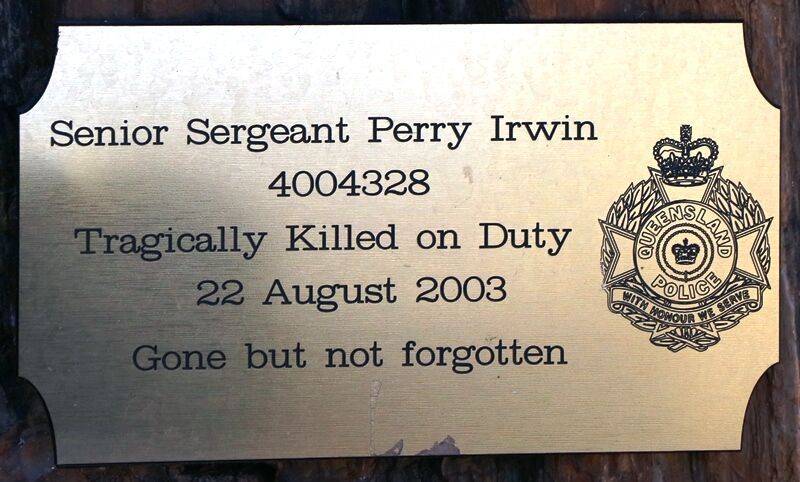 Senior Sergeant Perry Irwin
4004328
Tragically Killed on Duty
22 August 2003
Gone but not forgotten
QUEENSLAND
POLICE
WITH HONOUR WE SERVE